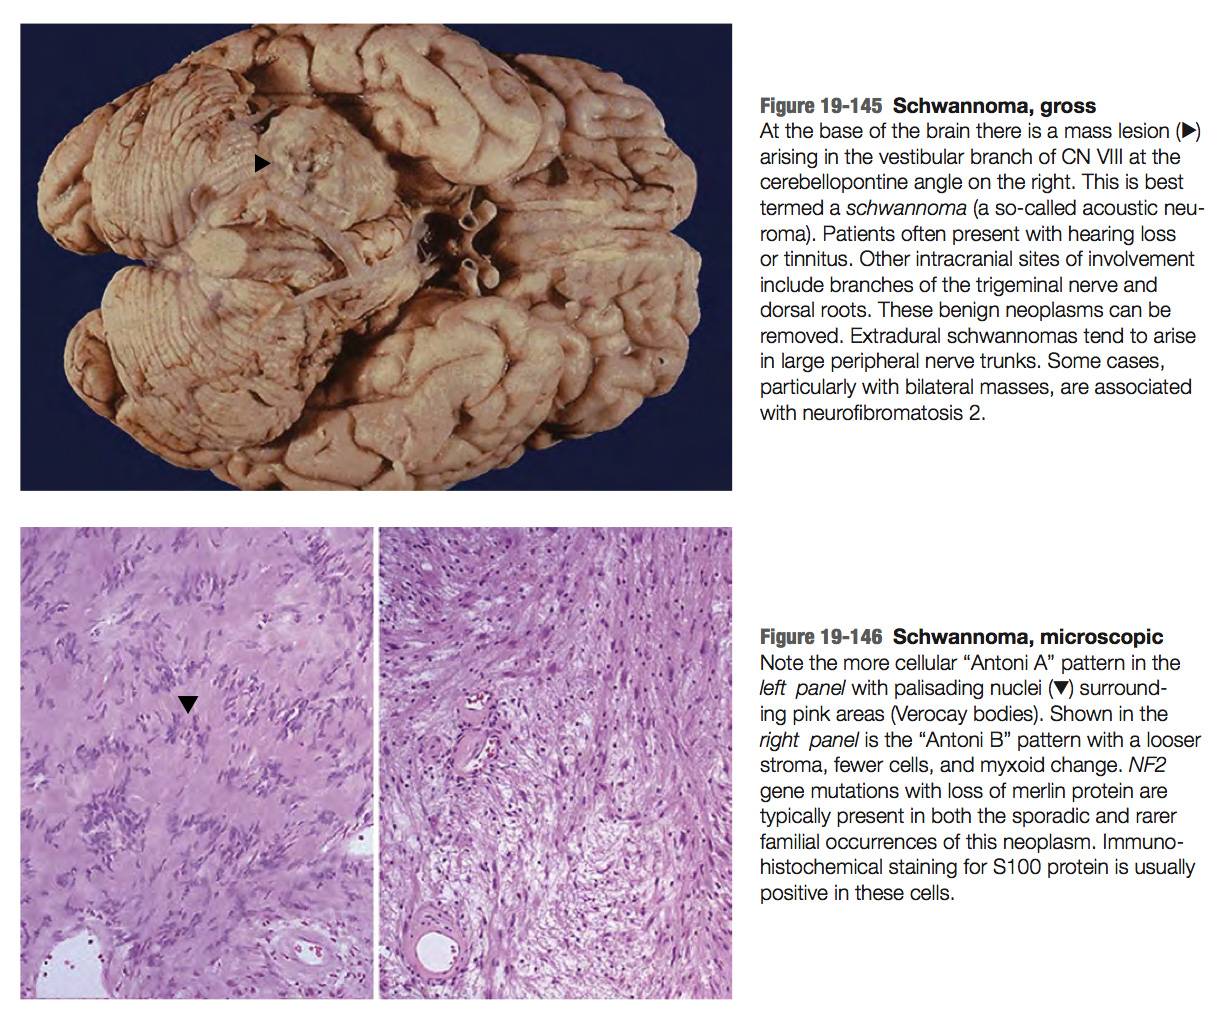 Figure 19-145 Schwannoma, gross
At the base of the brain there is a mass lesion (▶)
arising in the vestibular branch of CN VIII at the
cerebellopontine angle on the right. This is best
termed a schwannoma (a so-called acoustic neu-
roma). Patients often present with hearing loss
or tinnitus. Other intracranial sites of involvement
include branches of the trigeminal nerve and
dorsal roots. These benign neoplasms can be
removed. Extradural schwannomas tend to arise
in large peripheral nerve trunks. Some cases,
particularly with bilateral masses, are associated
with neurofibromatosis 2.
Figure 19-146 Schwannoma, microscopic
Note the more cellular “Antoni A” pattern in the
left panel with palisading nuclei (▼) surround-
ing pink areas (Verocay bodies). Shown in the
right panel is the “Antoni B” pattern with a looser
stroma, fewer cells, and myxoid change. NF2
gene mutations with loss of merlin protein are
typically present in both the sporadic and rarer
familial occurrences of this neoplasm. Immuno-
histochemical staining for S100 protein is usually
positive in these cells.